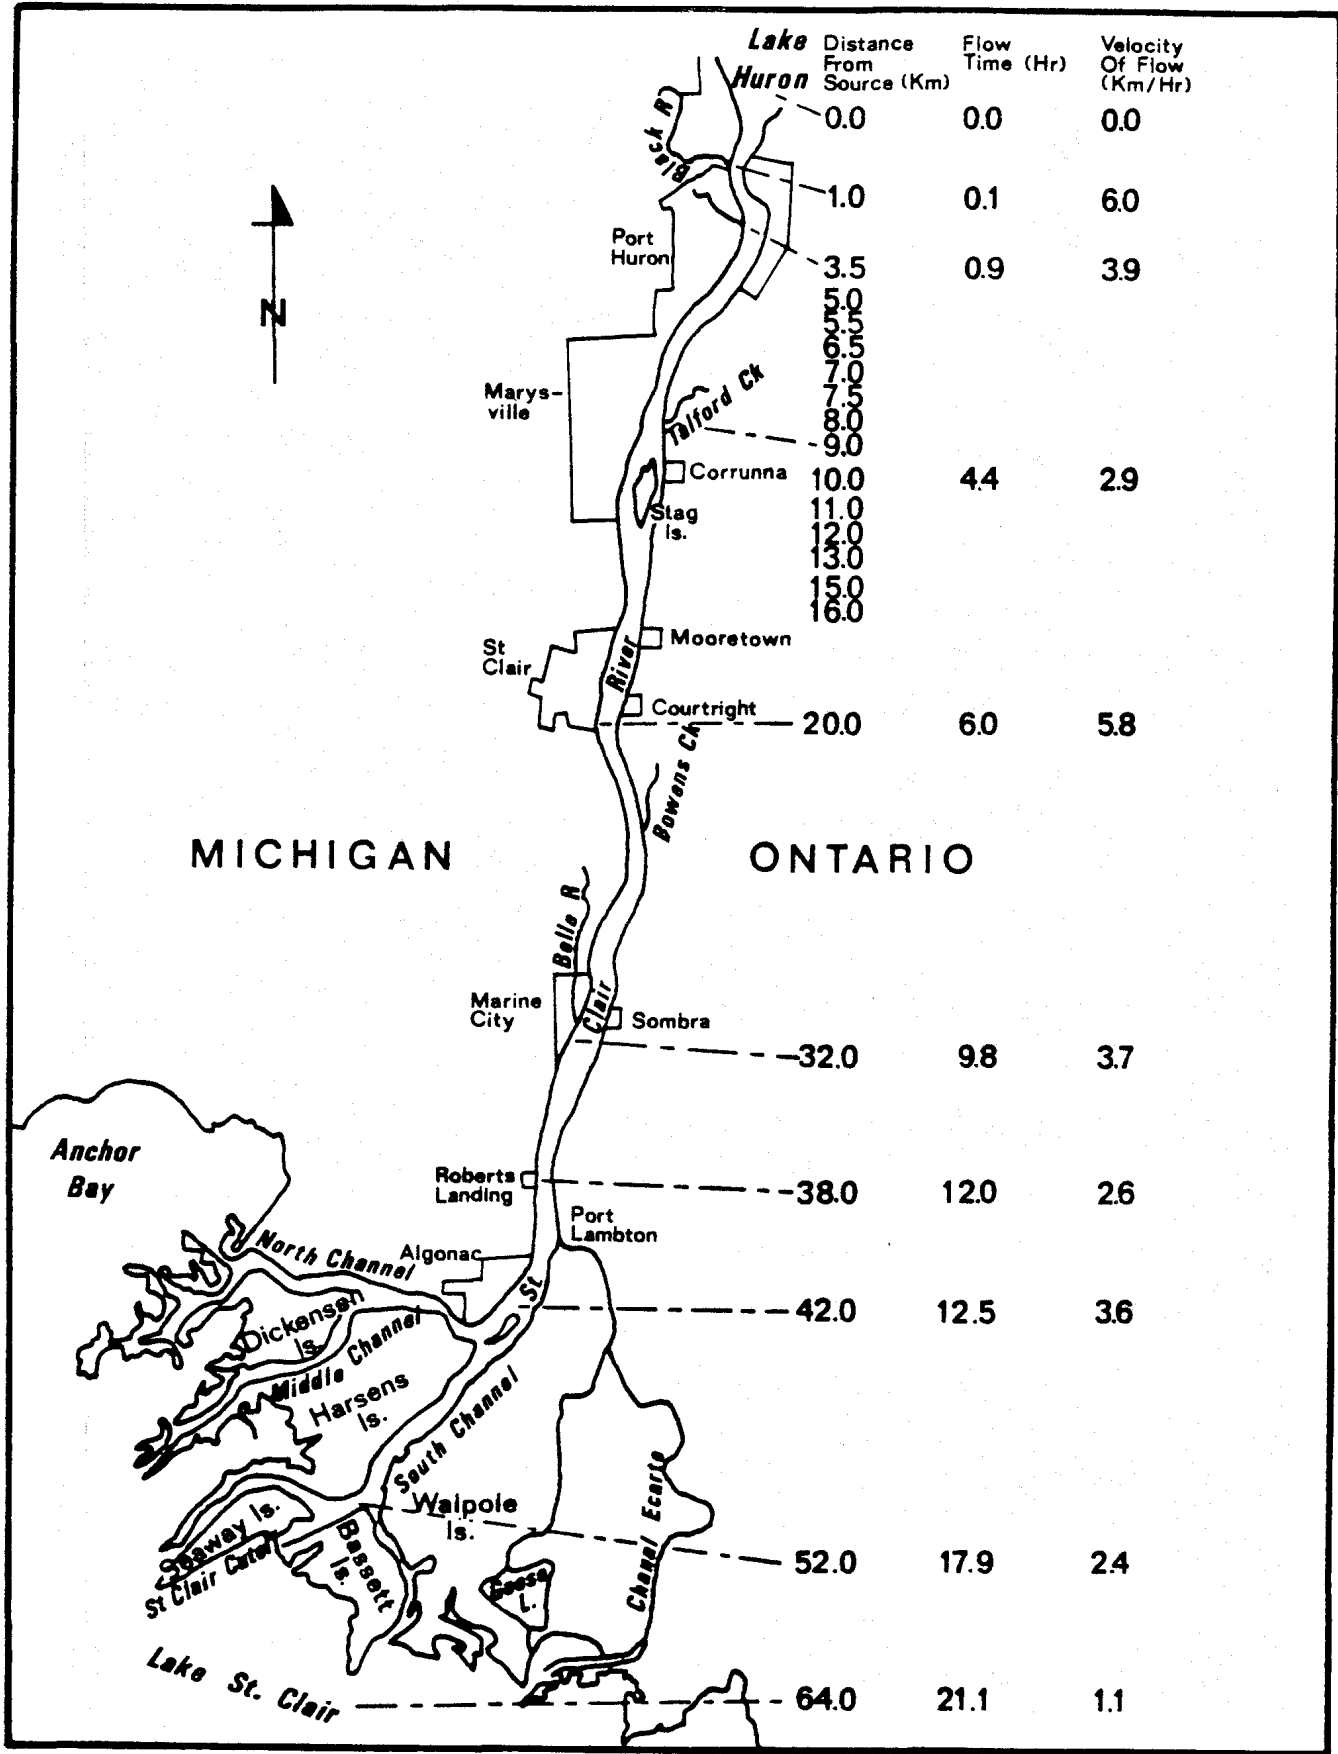 Lake
Huron
Distance
From
Source (Km)
Flow
Time (Hr)
Velocity
Of Flow
(Km/Hr)
0.0 0.0 0.0
Black R
1.0 0.1 6.0
Port
Huron
3.5 0.9 3.9
N
5.0
5.5
6.5
7.0
7.5
8.0
9.0
Marys-
ville
Talford Ck
Corrunna
10.0 4.4 2.9
Stag
Is.
11.0
12.0
13.0
15.0
16.0
St
Clair
Mooretown
River
Courtright
20.0 6.0 5.8
Bowens Ck
MICHIGAN
ONTARIO
Belle R
Marine
City
Clair
Sombra
32.0 9.8 3.7
Anchor
Bay
Roberts
Landing
38.0 12.0 2.6
Port
Lambton
North Channel
Algonac
St
42.0 12.5 3.6
Dickensen
Is.
Middle Channel
Harsens
Is.
South Channel
Chanel Ecarte
Walpole
Is.
Seaway Is.
St Clair Cutoff
Bassett
Is.
Goose
L.
52.0 17.9 2.4
Lake St. Clair
64.0 21.1 1.1